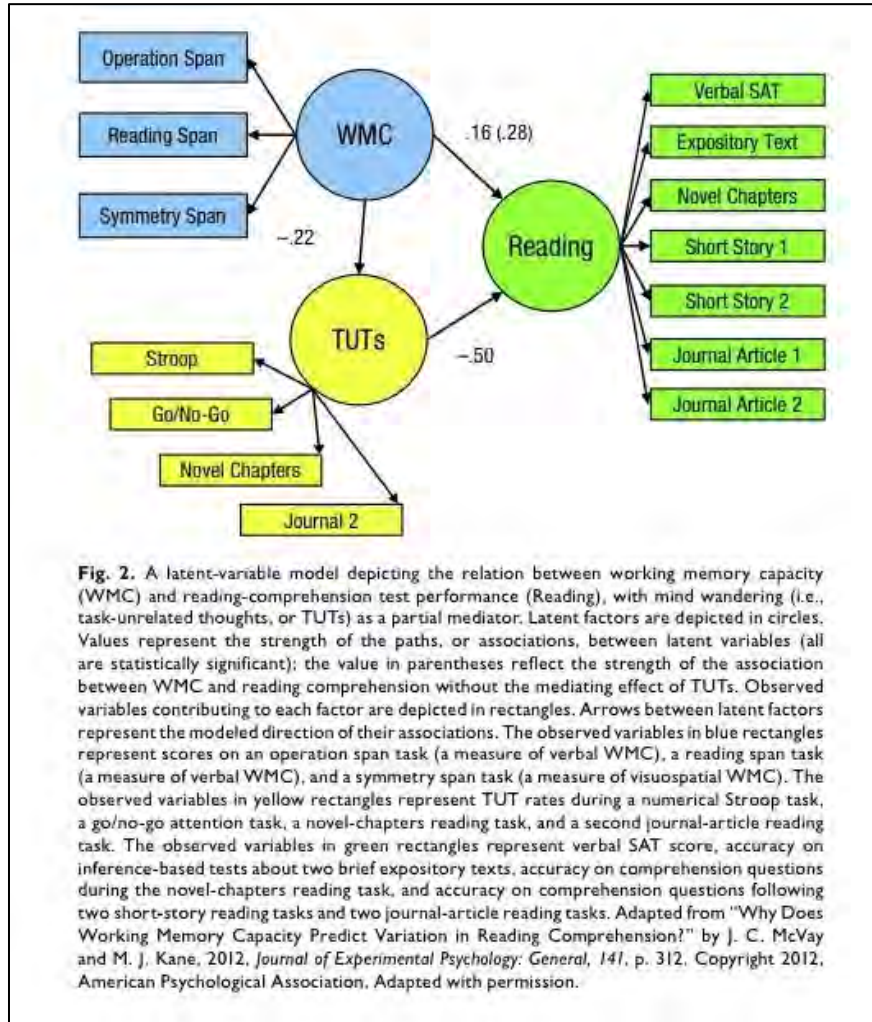 Operation Span
Reading Span
Symmetry Span
WMC
.16 (.28)
–.22
Reading
Verbal SAT
Expository Text
Novel Chapters
Short Story 1
Short Story 2
Journal Article 1
Journal Article 2
TUTs
–.50
Stroop
Go/No-Go
Novel Chapters
Journal 2
Fig. 2. A latent-variable model depicting the relation between working memory capacity
(WMC) and reading-comprehension test performance (Reading), with mind wandering (i.e.,
task-unrelated thoughts, or TUTs) as a partial mediator. Latent factors are depicted in circles.
Values represent the strength of the paths, or associations, between latent variables (all
are statistically significant); the value in parentheses reflect the strength of the association
between WMC and reading comprehension without the mediating effect of TUTs. Observed
variables contributing to each factor are depicted in rectangles. Arrows between latent factors
represent the modeled direction of their associations. The observed variables in blue rectangles
represent scores on an operation span task (a measure of verbal WMC), a reading span task
(a measure of verbal WMC), and a symmetry span task (a measure of visuospatial WMC). The
observed variables in yellow rectangles represent TUT rates during a numerical Stroop task,
a go/no-go attention task, a novel-chapters reading task, and a second journal-article reading
task. The observed variables in green rectangles represent verbal SAT score, accuracy on
inference-based tests about two brief expository texts, accuracy on comprehension questions
during the novel-chapters reading task, and accuracy on comprehension questions following
two short-story reading tasks and two journal-article reading tasks. Adapted from "Why Does
Working Memory Capacity Predict Variation in Reading Comprehension?" by J. C. McVay
and M. J. Kane, 2012, Journal of Experimental Psychology: General, 141, p. 312. Copyright 2012,
American Psychological Association. Adapted with permission.